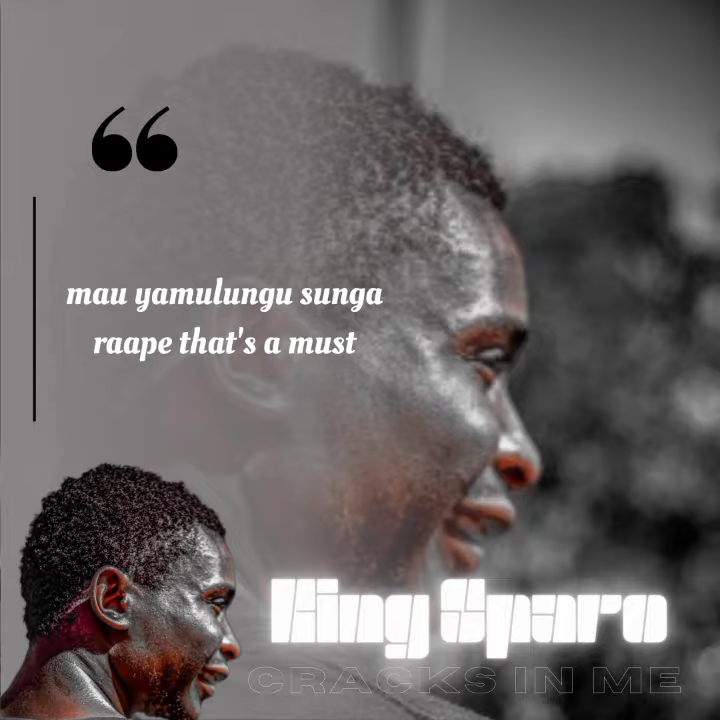 ❝
mau yamulungu sunga
raape that's a must
King Sparo
CRACKS IN ME